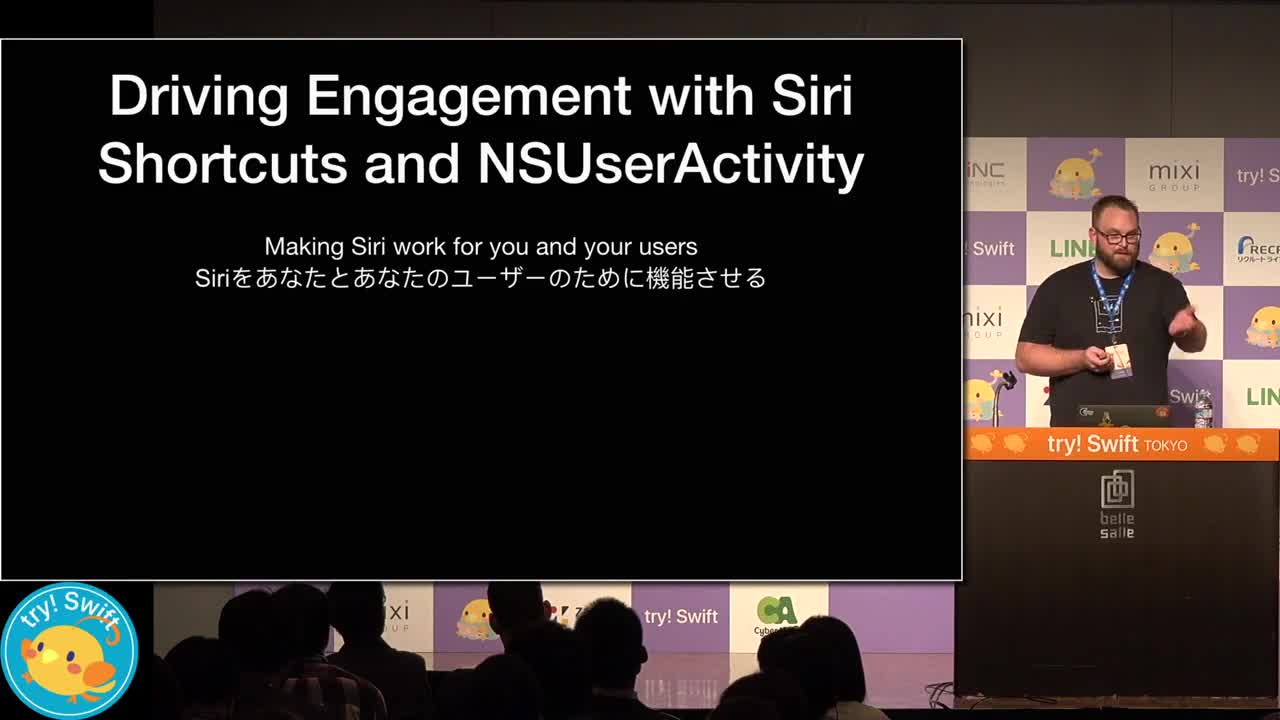 Driving Engagement with Siri
Shortcuts and NSUserActivity
Making Siri work for you and your users
Siriをあなたとあなたのユーザーのために機能させる
mixi
GROUP
try! S
Swift
LIN
RECR
リクルートライ
mixi
GROUP
Swift
LIN
try! Swift TOKYO
belle
salle
try! Swift
mixi
GROUP
try! Swift
CA
Cyber